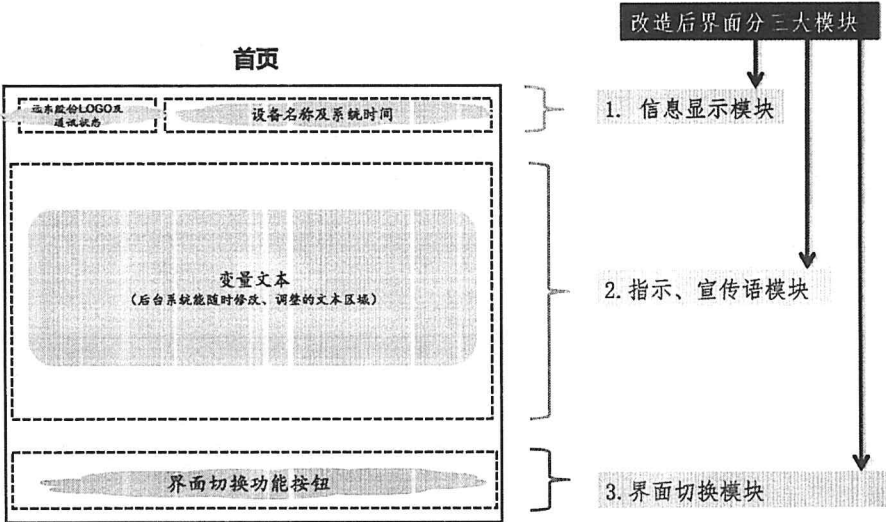 改造后界面分三大模块
首页
远东股份LOGO及
通讯状态
设备名称及系统时间
1. 信息显示模块
变量文本
(后台系统能随时修改、调整的文本区域)
2.指示、宣传语模块
界面切换功能按钮
3.界面切换模块